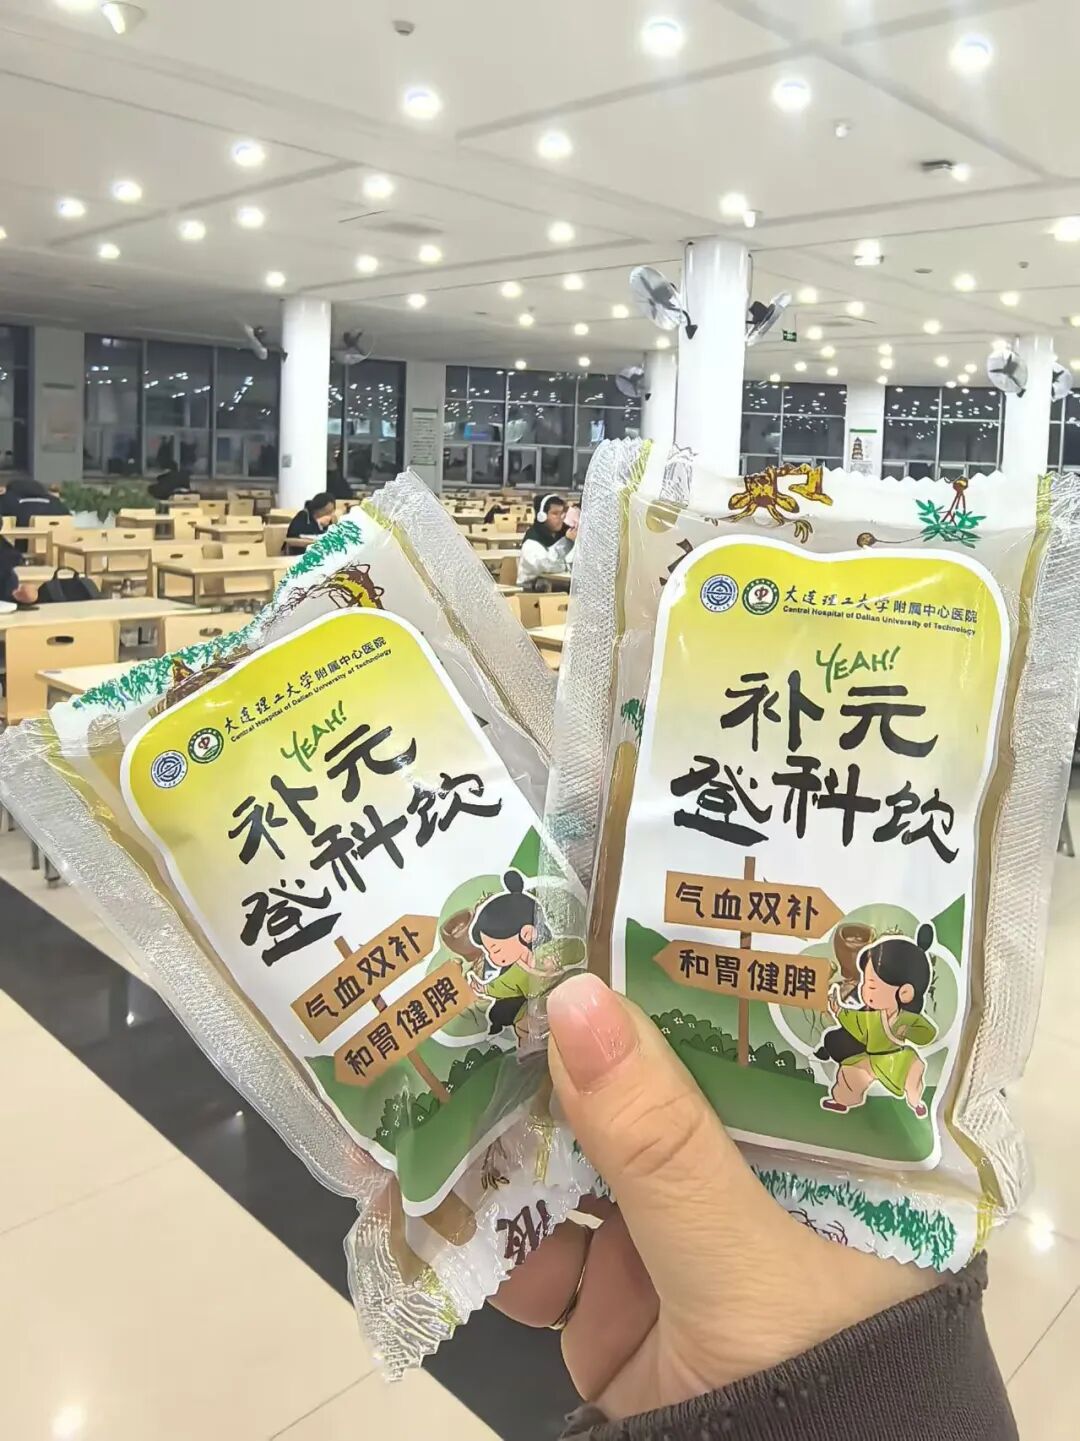 大连理工大学附属中心医院
Central Hospital of Dalian University of Technology
YEAH!
补元
登科饮
气血双补
和胃健脾
大连理工大学附属中心医院
Central Hospital of Dalian University of Technology
YEAH!
补元
登科饮
气血双补
和胃健脾